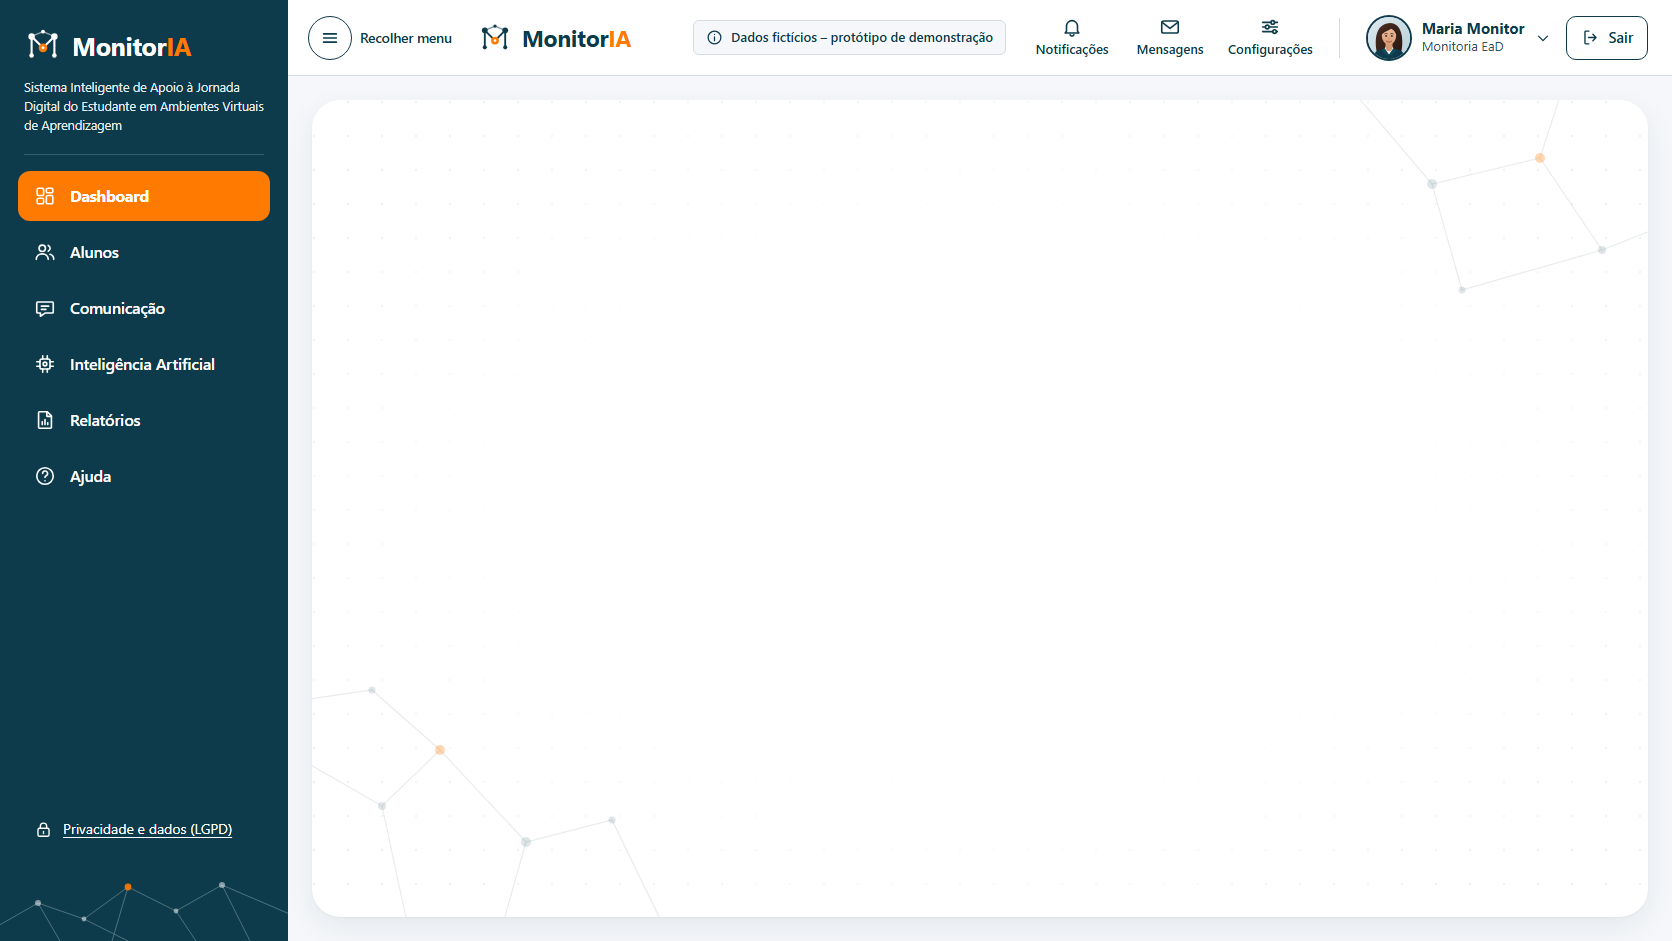 MonitorIA
Sistema Inteligente de Apoio à Jornada
Digital do Estudante em Ambientes Virtuais
de Aprendizagem
Dashboard
Alunos
Comunicação
Inteligência Artificial
Relatórios
Ajuda
Privacidade e dados (LGPD)
Recolher menu
MonitorIA
Dados fictícios – protótipo de demonstração
Notificações
Mensagens
Configurações
Maria Monitor
Monitoria EaD
Sair